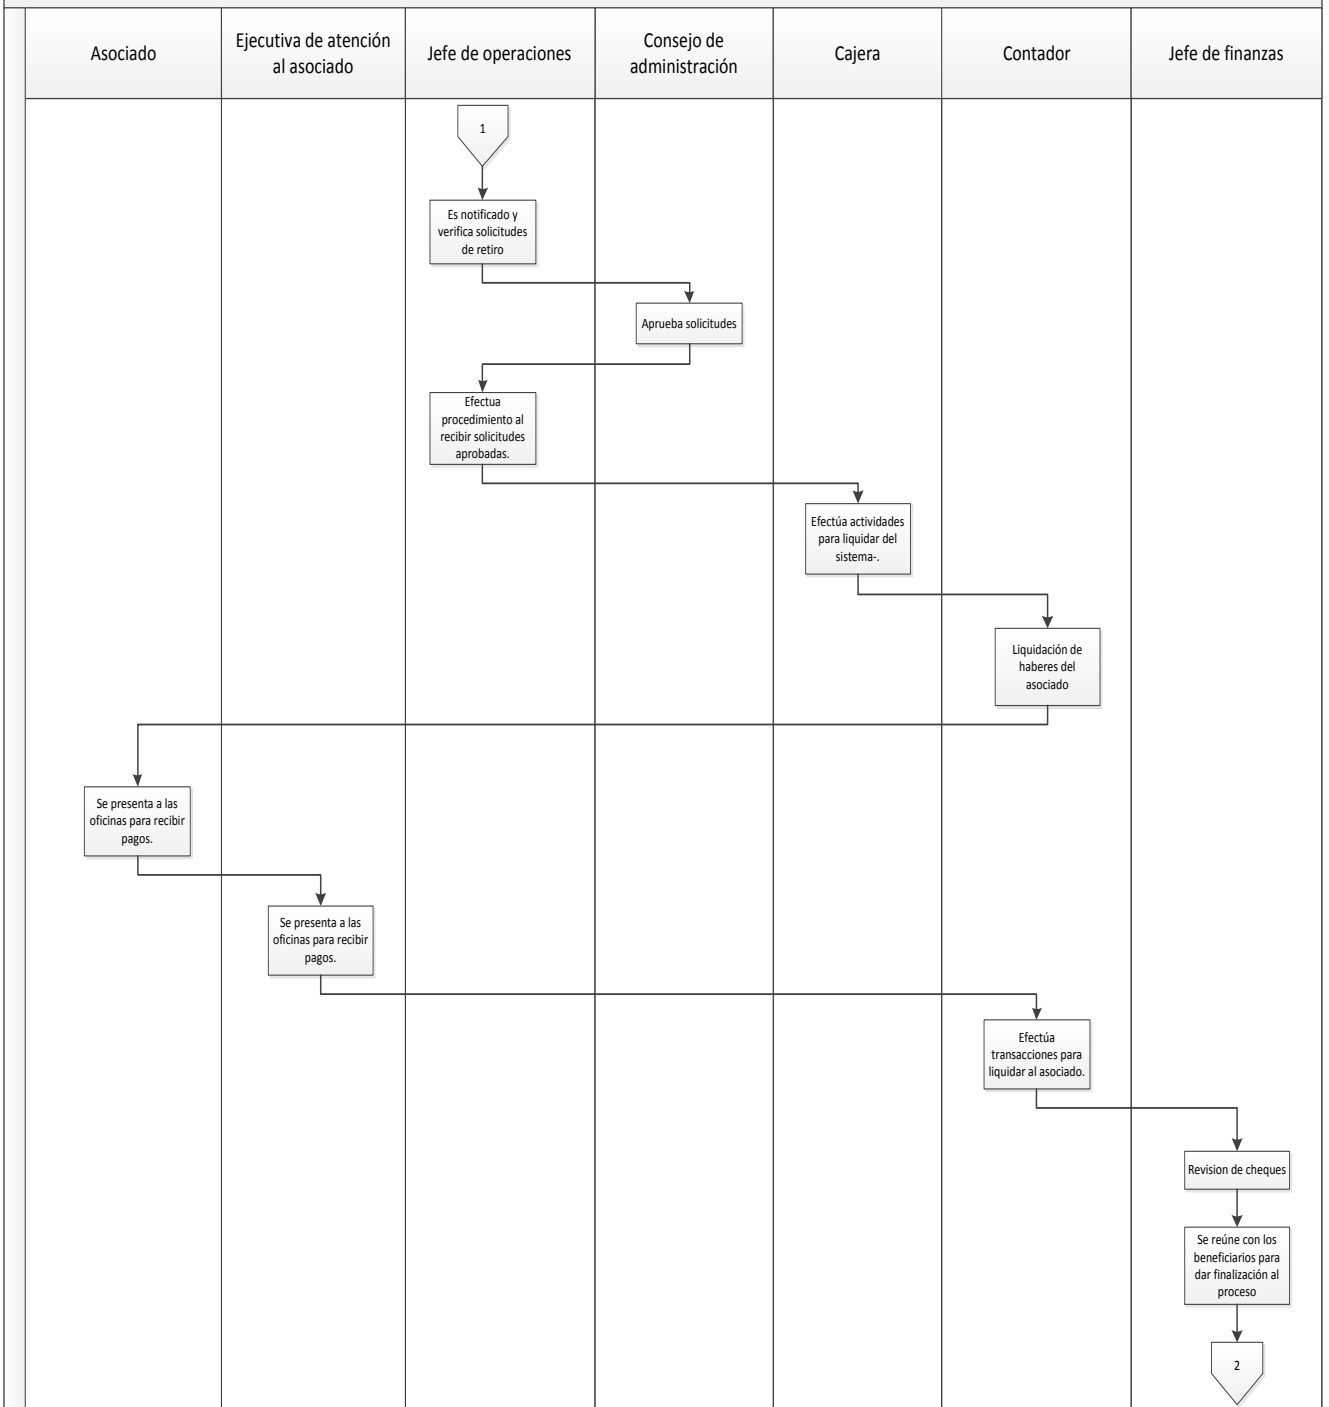 Asociado
Ejecutiva de atención
al asociado
Jefe de operaciones
Consejo de
administración
Cajera
Contador
Jefe de finanzas
1
Es notificado y
verifica solicitudes
de retiro
Aprueba solicitudes
Efectua
procedimiento al
recibir solicitudes
aprobadas.
Efectúa actividades
para liquidar del
sistema-.
Liquidación de
haberes del
asociado
Se presenta a las
oficinas para recibir
pagos.
Se presenta a las
oficinas para recibir
pagos.
Efectúa
transacciones para
liquidar al asociado.
Revision de cheques
Se reúne con los
beneficiarios para
dar finalización al
proceso
2